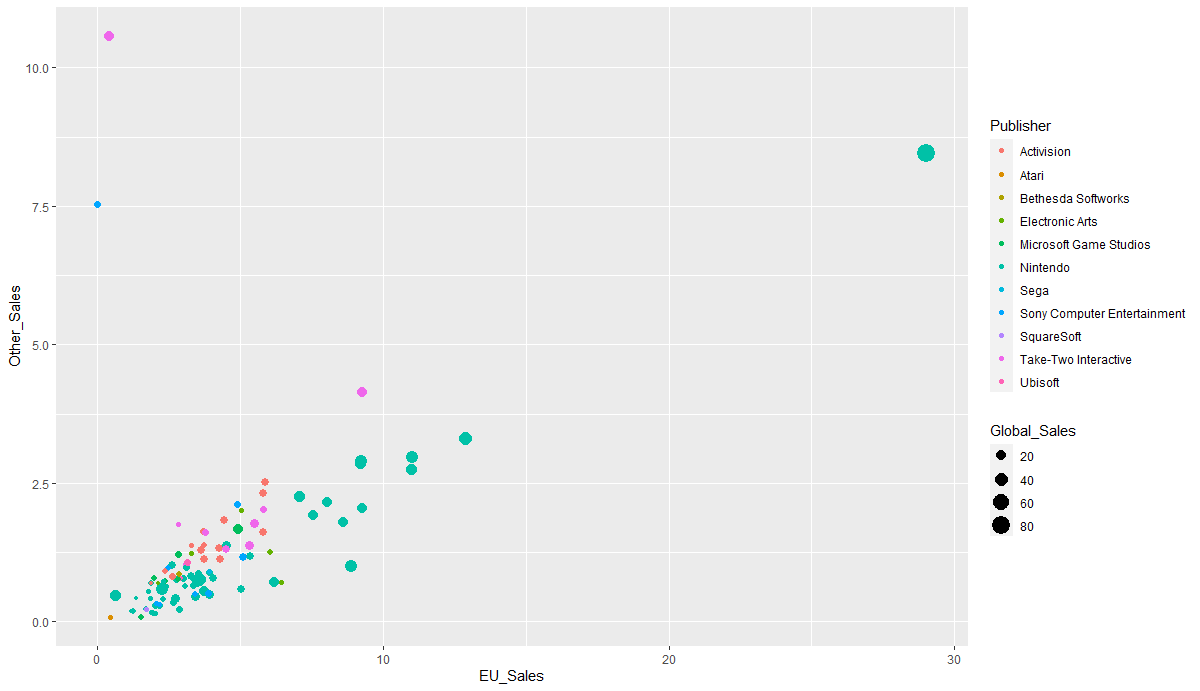 10.0
7.5
5.0
2.5
0.0
Other_Sales
0
10
20
30
EU_Sales
Publisher
Activision
Atari
Bethesda Softworks
Electronic Arts
Microsoft Game Studios
Nintendo
Sega
Sony Computer Entertainment
SquareSoft
Take-Two Interactive
Ubisoft
Global_Sales
20
40
60
80